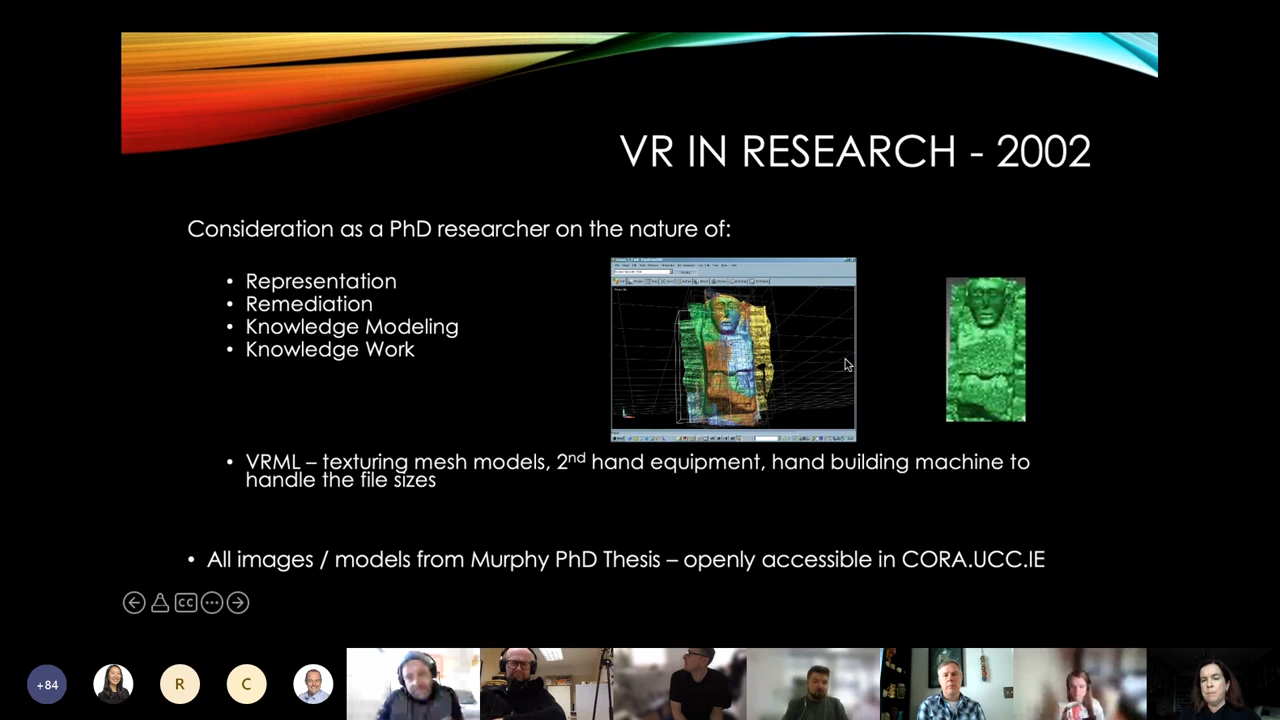 VR IN RESEARCH - 2002
Consideration as a PhD researcher on the nature of:
• Representation
• Remediation
• Knowledge Modeling
• Knowledge Work
• VRML – texturing mesh models, 2nd hand equipment, hand building machine to
handle the file sizes
• All images / models from Murphy PhD Thesis – openly accessible in CORA.UCC.IE
CC
+84
R
C